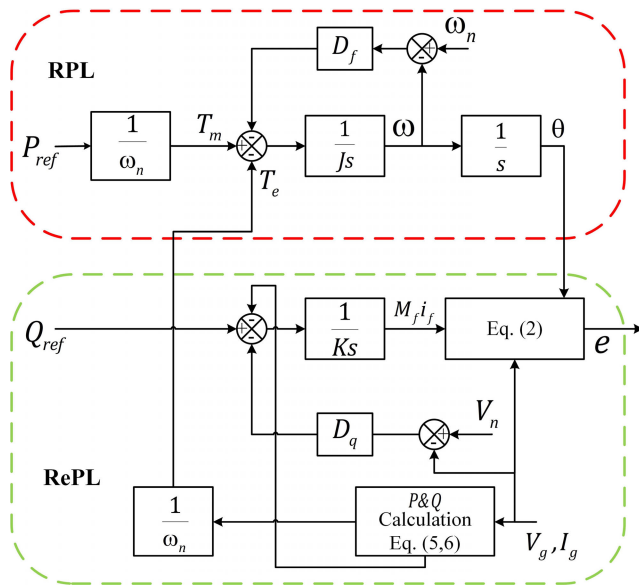 RPL
D_f
ω_n
P_ref
1/ω_n
T_m
T_e
1/Js
ω
1/s
θ
Q_ref
1/Ks
M_f i_f
Eq. (2)
e
D_q
V_n
RePL
1/ω_n
P&Q
Calculation
Eq. (5,6)
V_g , I_g